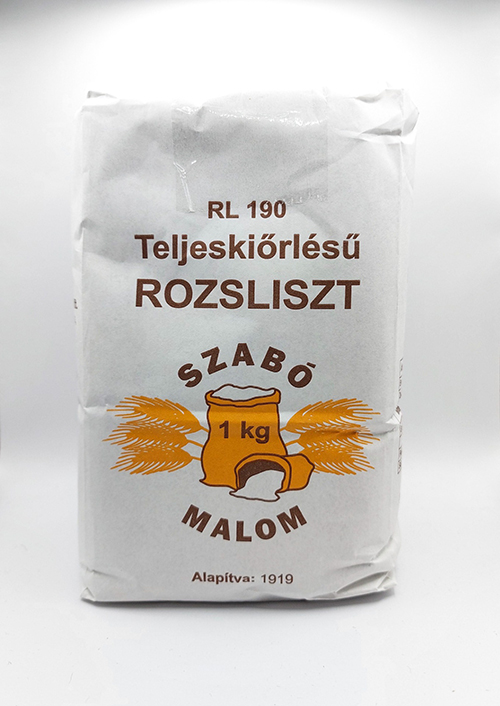 RL 190
Teljeskiőrlésű
ROZSLISZT
SZABÓ
1 kg
MALOM
Alapítva: 1919